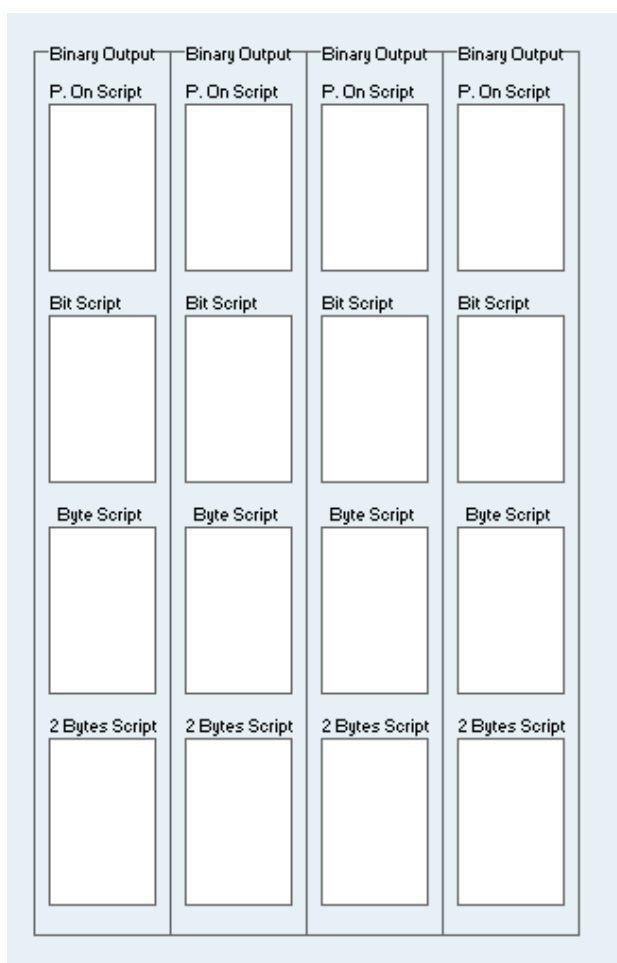 Binary Output Binary Output Binary Output Binary Output
P. On Script P. On Script P. On Script P. On Script
Bit Script Bit Script Bit Script Bit Script
Byte Script Byte Script Byte Script Byte Script
2 Bytes Script 2 Bytes Script 2 Bytes Script 2 Bytes Script